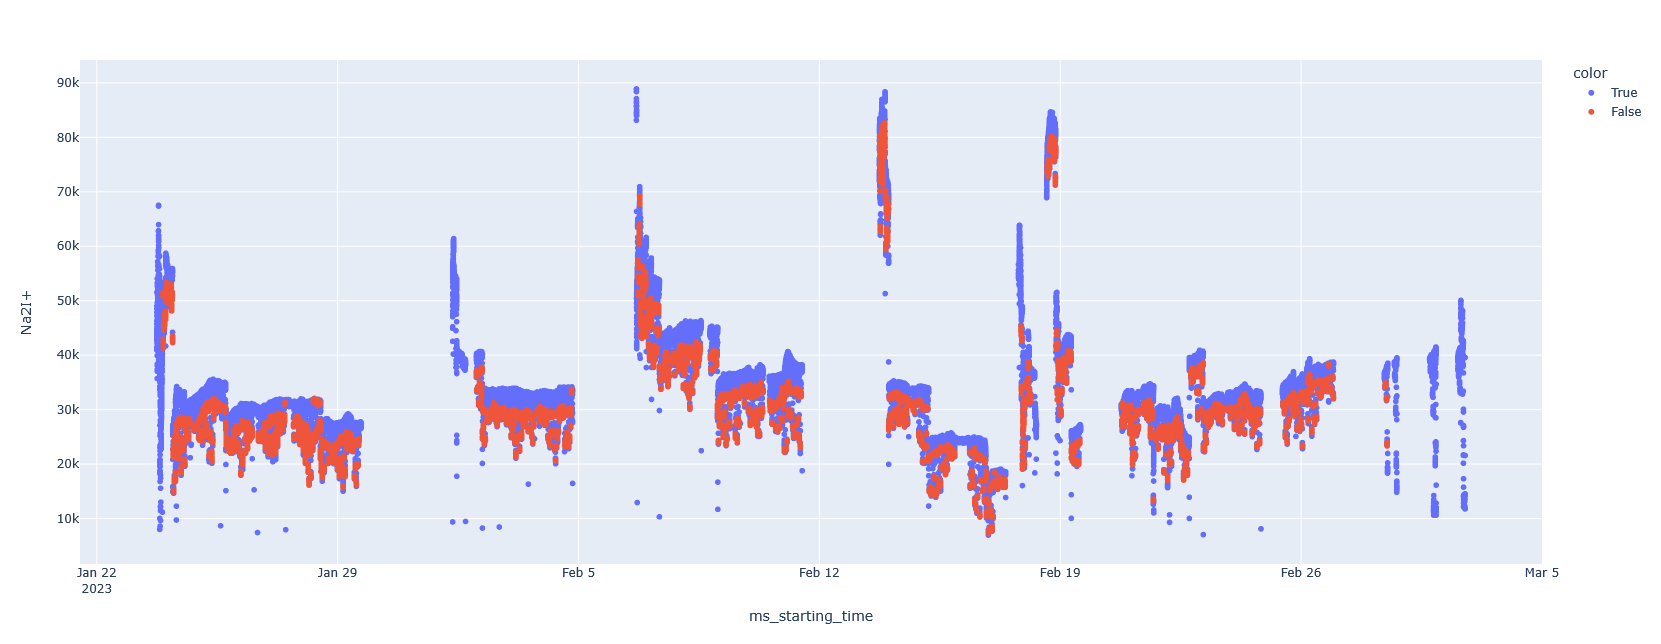 color
True
False
90k
80k
70k
60k
50k
40k
30k
20k
10k
Na2I+
Jan 22
2023
Jan 29
Feb 5
Feb 12
Feb 19
Feb 26
Mar 5
ms_starting_time